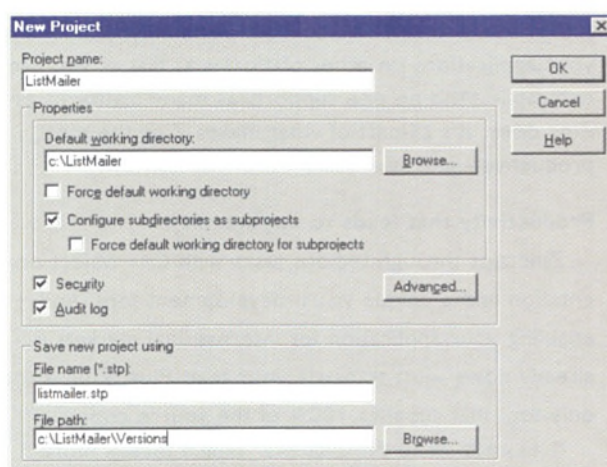 New Project
Project name:
ListMailer
OK
Cancel
Help
Properties
Default working directory:
c:\ListMailer
Browse...
Force default working directory
Configure subdirectories as subprojects
Force default working directory for subprojects
Security
Audit log
Advanced...
Save new project using
File name (*.stp):
listmailer.stp
File path:
c:\ListMailer\Versions
Browse...